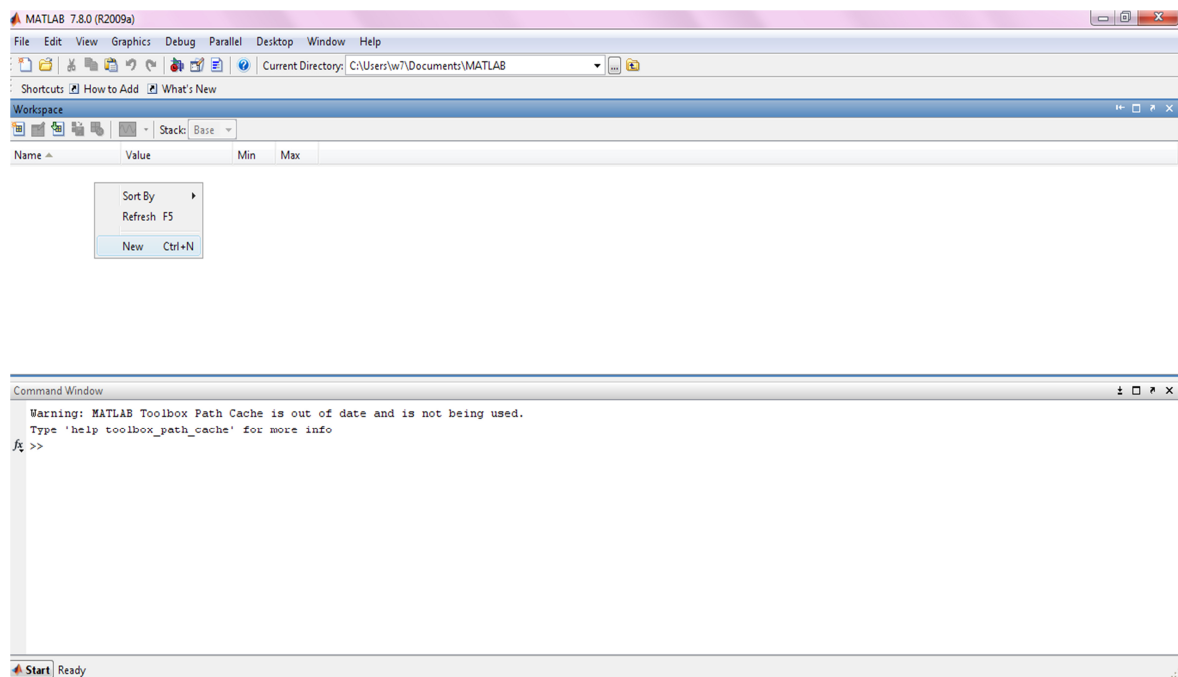 MATLAB 7.8.0 (R2009a)
File Edit View Graphics Debug Parallel Desktop Window Help
Current Directory: C:\Users\w7\Documents\MATLAB ...
Shortcuts How to Add What's New
Workspace
Stack: Base
Name Value Min Max
Sort By
Refresh F5
New Ctrl+N
Command Window
Warning: MATLAB Toolbox Path Cache is out of date and is not being used.
Type 'help toolbox_path_cache' for more info
fx >>
Start Ready